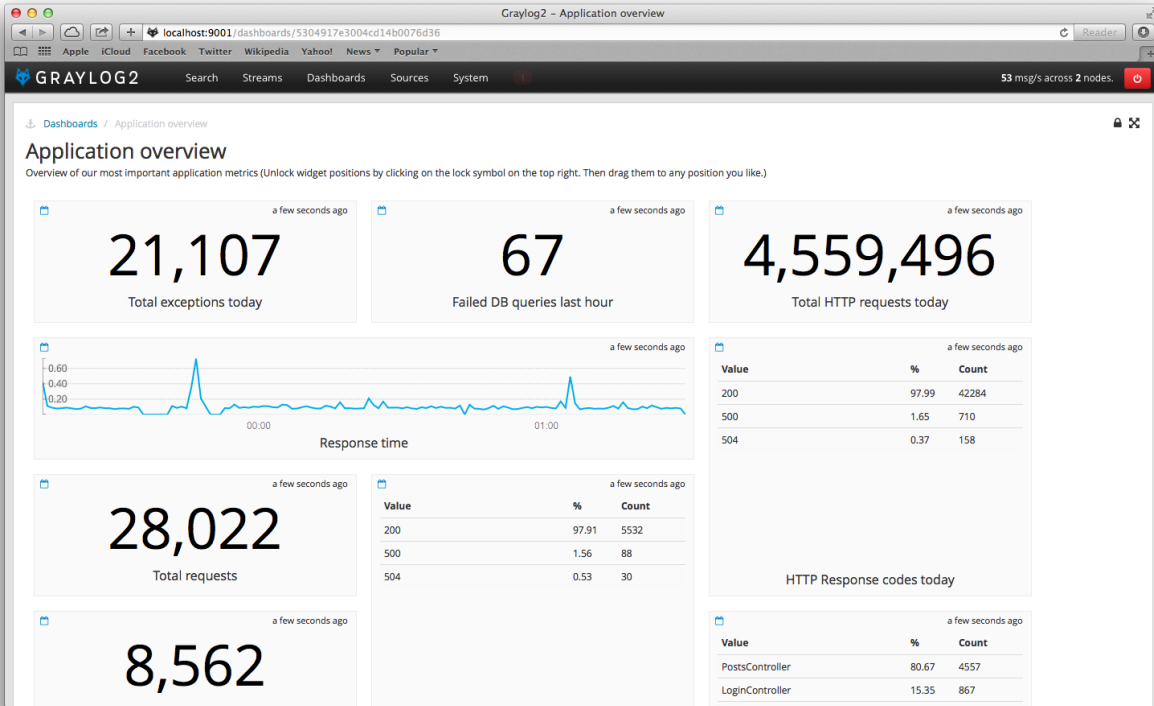 Graylog2 – Application overview
localhost:9001/dashboards/5304917e3004cd14b0076d36
Reader
Apple iCloud Facebook Twitter Wikipedia Yahoo! News Popular
GRAYLOG2 Search Streams Dashboards Sources System 53 msg/s across 2 nodes.
Dashboards / Application overview
Application overview
Overview of our most important application metrics (Unlock widget positions by clicking on the lock symbol on the top right. Then drag them to any position you like.)
a few seconds ago
21,107
Total exceptions today
a few seconds ago
67
Failed DB queries last hour
a few seconds ago
4,559,496
Total HTTP requests today
a few seconds ago
0.60
0.40
0.20
00:00 01:00
Response time
a few seconds ago
Value % Count
200 97.99 42284
500 1.65 710
504 0.37 158
HTTP Response codes today
a few seconds ago
28,022
Total requests
a few seconds ago
Value % Count
200 97.91 5532
500 1.56 88
504 0.53 30
a few seconds ago
8,562
a few seconds ago
Value % Count
PostsController 80.67 4557
LoginController 15.35 867